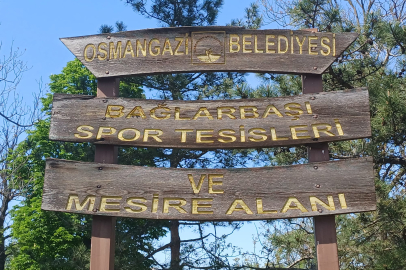 OSMANGAZİ BELEDİYESİ
BAĞLARBAŞI
SPOR TESİSLERİ
VE
MESİRE ALANI